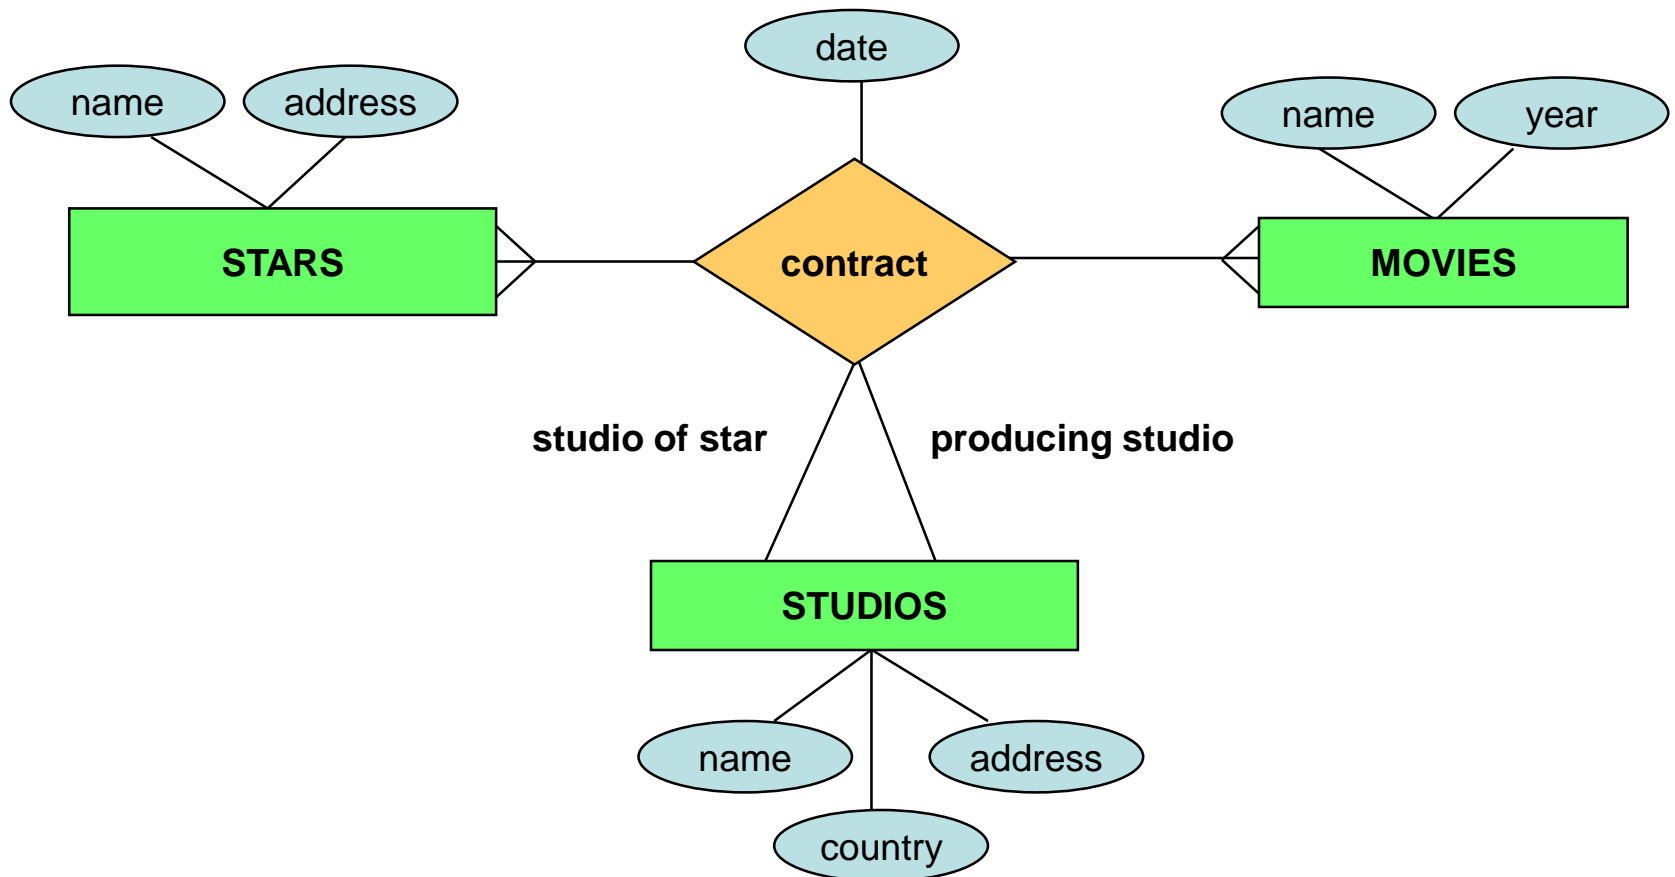 date
name
address
name
year
STARS
contract
MOVIES
studio of star
producing studio
STUDIOS
name
address
country